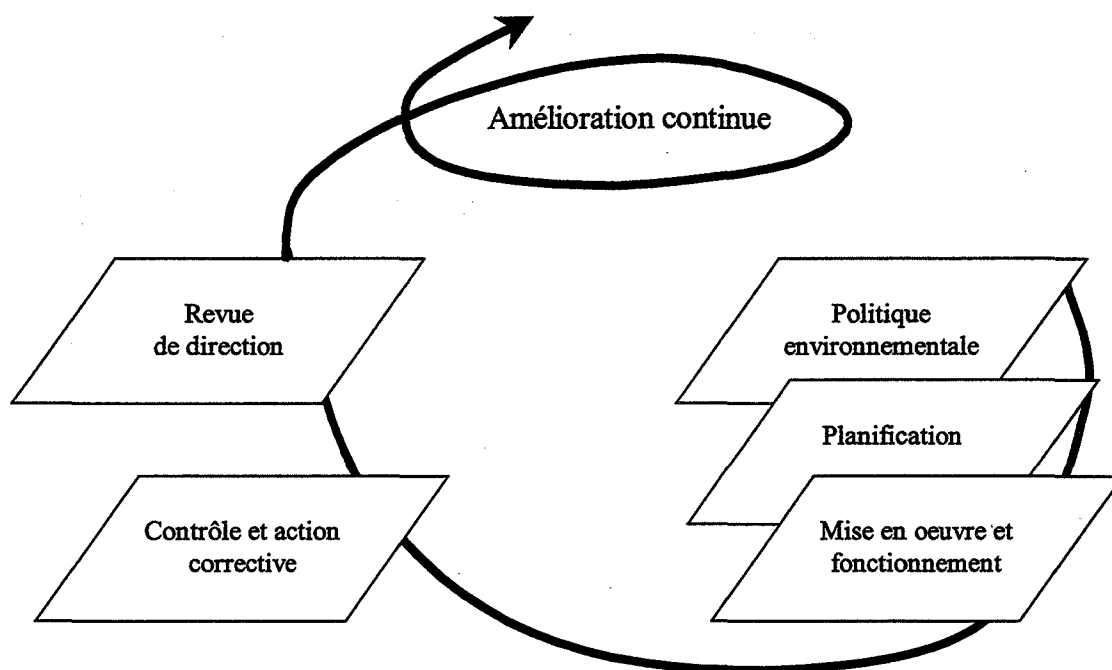 Amélioration continue
Revue
de direction
Politique
environnementale
Planification
Contrôle et action
corrective
Mise en oeuvre et
fonctionnement